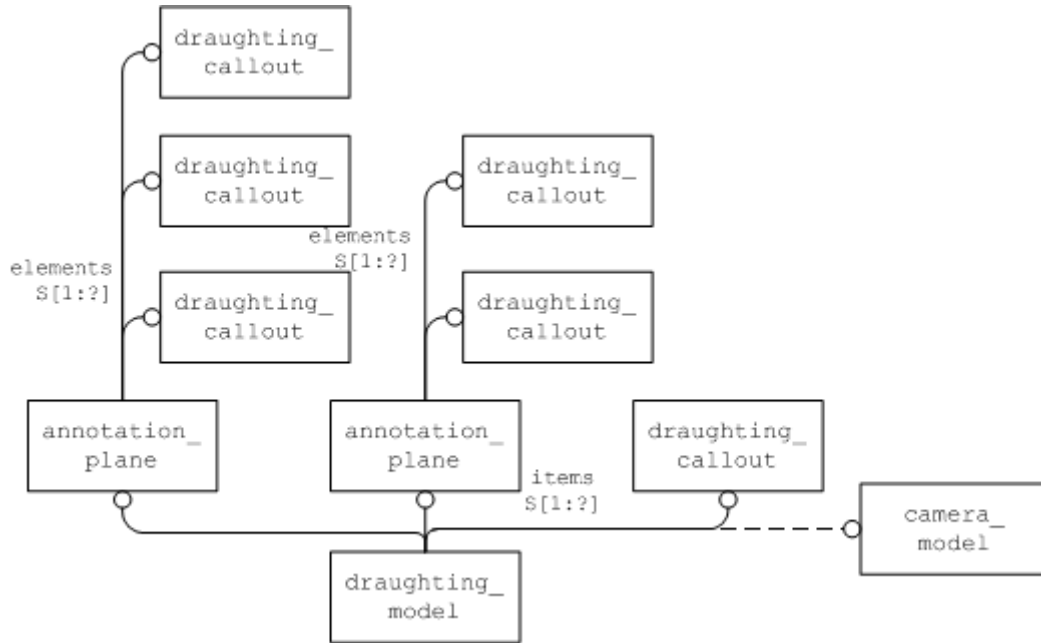 draughting_
callout
draughting_
callout
draughting_
callout
elements
S[1:?]
elements
S[1:?]
draughting_
callout
draughting_
callout
annotation_
plane
annotation_
plane
draughting_
callout
items
S[1:?]
camera_
model
draughting_
model